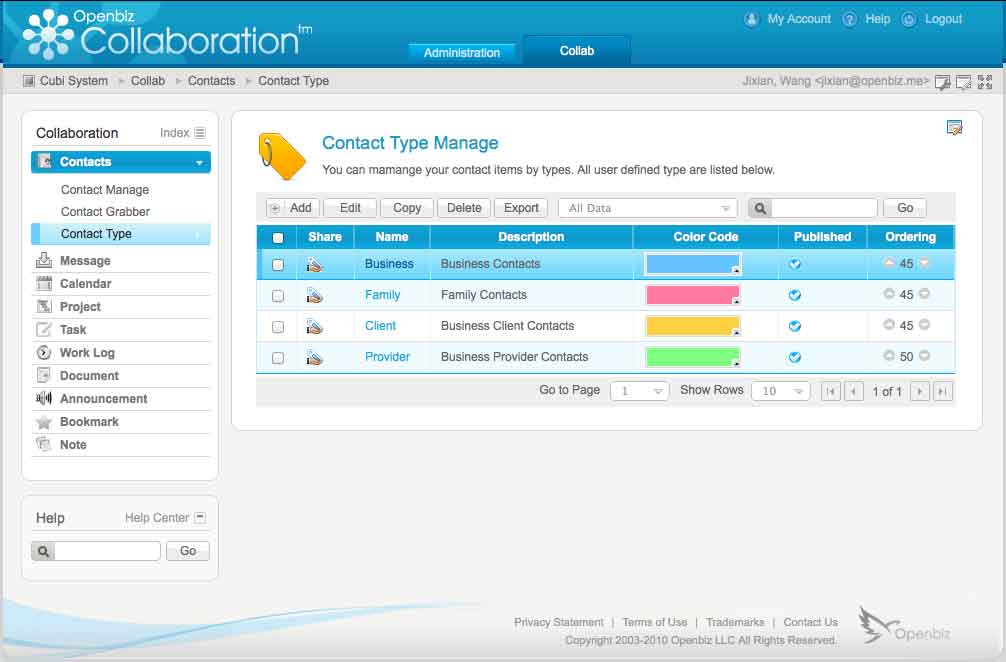 Openbiz
Collaboration™
My Account Help Logout
Administration Collab
Cubi System Collab Contacts Contact Type
Jixian, Wang <jixian@openbiz.me>
Collaboration Index
Contacts
Contact Manage
Contact Grabber
Contact Type
Message
Calendar
Project
Task
Work Log
Document
Announcement
Bookmark
Note
Help Help Center
Go
Contact Type Manage
You can mamange your contact items by types. All user defined type are listed below.
Add Edit Copy Delete Export All Data Go
Share Name Description Color Code Published Ordering
Business Business Contacts 45
Family Family Contacts 45
Client Business Client Contacts 45
Provider Business Provider Contacts 50
Go to Page 1 Show Rows 10 1 of 1
Privacy Statement | Terms of Use | Trademarks | Contact Us
Copyright 2003-2010 Openbiz LLC All Rights Reserved.
Openbiz